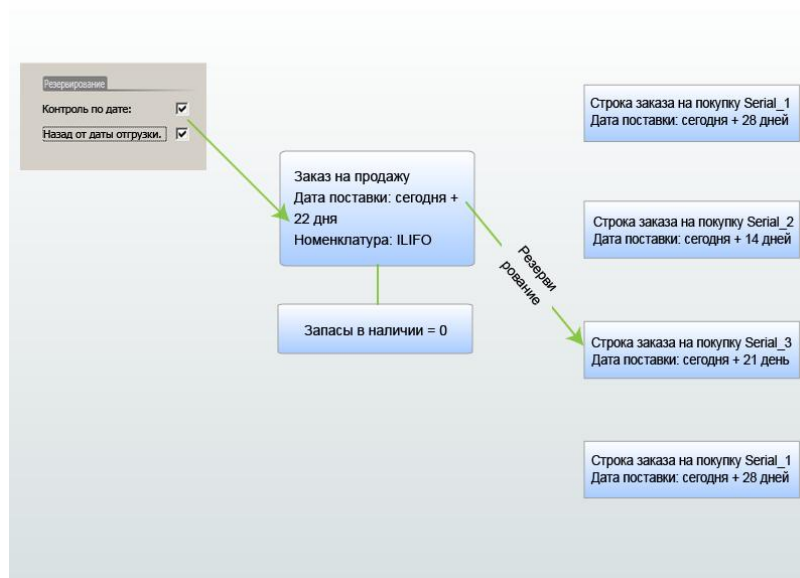 Резервирование
Контроль по дате:
Назад от даты отгрузки.
Заказ на продажу
Дата поставки: сегодня +
22 дня
Номенклатура: ILIFO
Запасы в наличии = 0
Резерви
рование
Строка заказа на покупку Serial_1
Дата поставки: сегодня + 28 дней
Строка заказа на покупку Serial_2
Дата поставки: сегодня + 14 дней
Строка заказа на покупку Serial_3
Дата поставки: сегодня + 21 день
Строка заказа на покупку Serial_1
Дата поставки: сегодня + 28 дней